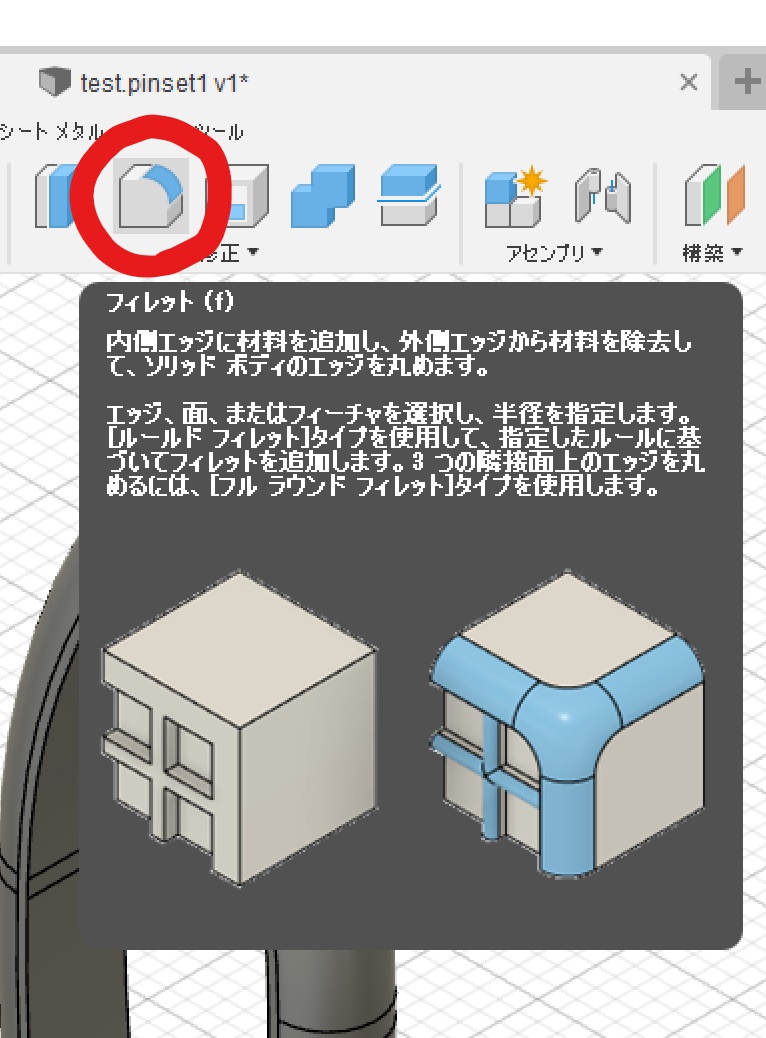 test.pinset1 v1*
シート メタル ツール
修正
アセンブリ
構築
フィレット (f)
内側エッジに材料を追加し、外側エッジから材料を除去し
て、ソリッド ボディのエッジを丸めます。
エッジ、面、またはフィーチャを選択し、半径を指定します。
[ルールド フィレット]タイプを使用して、指定したルールに基
づいてフィレットを追加します。3 つの隣接面上のエッジを丸
めるには、[フル ラウンド フィレット]タイプを使用します。